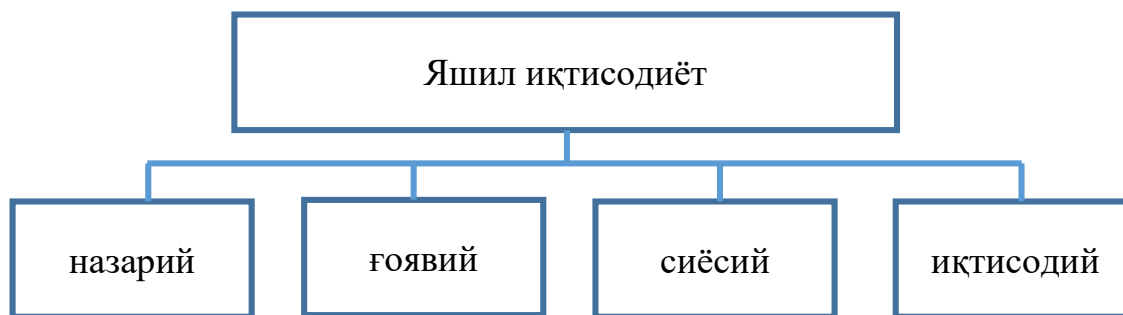 Яшил иқтисодиёт
назарий
ғоявий
сиёсий
иқтисодий